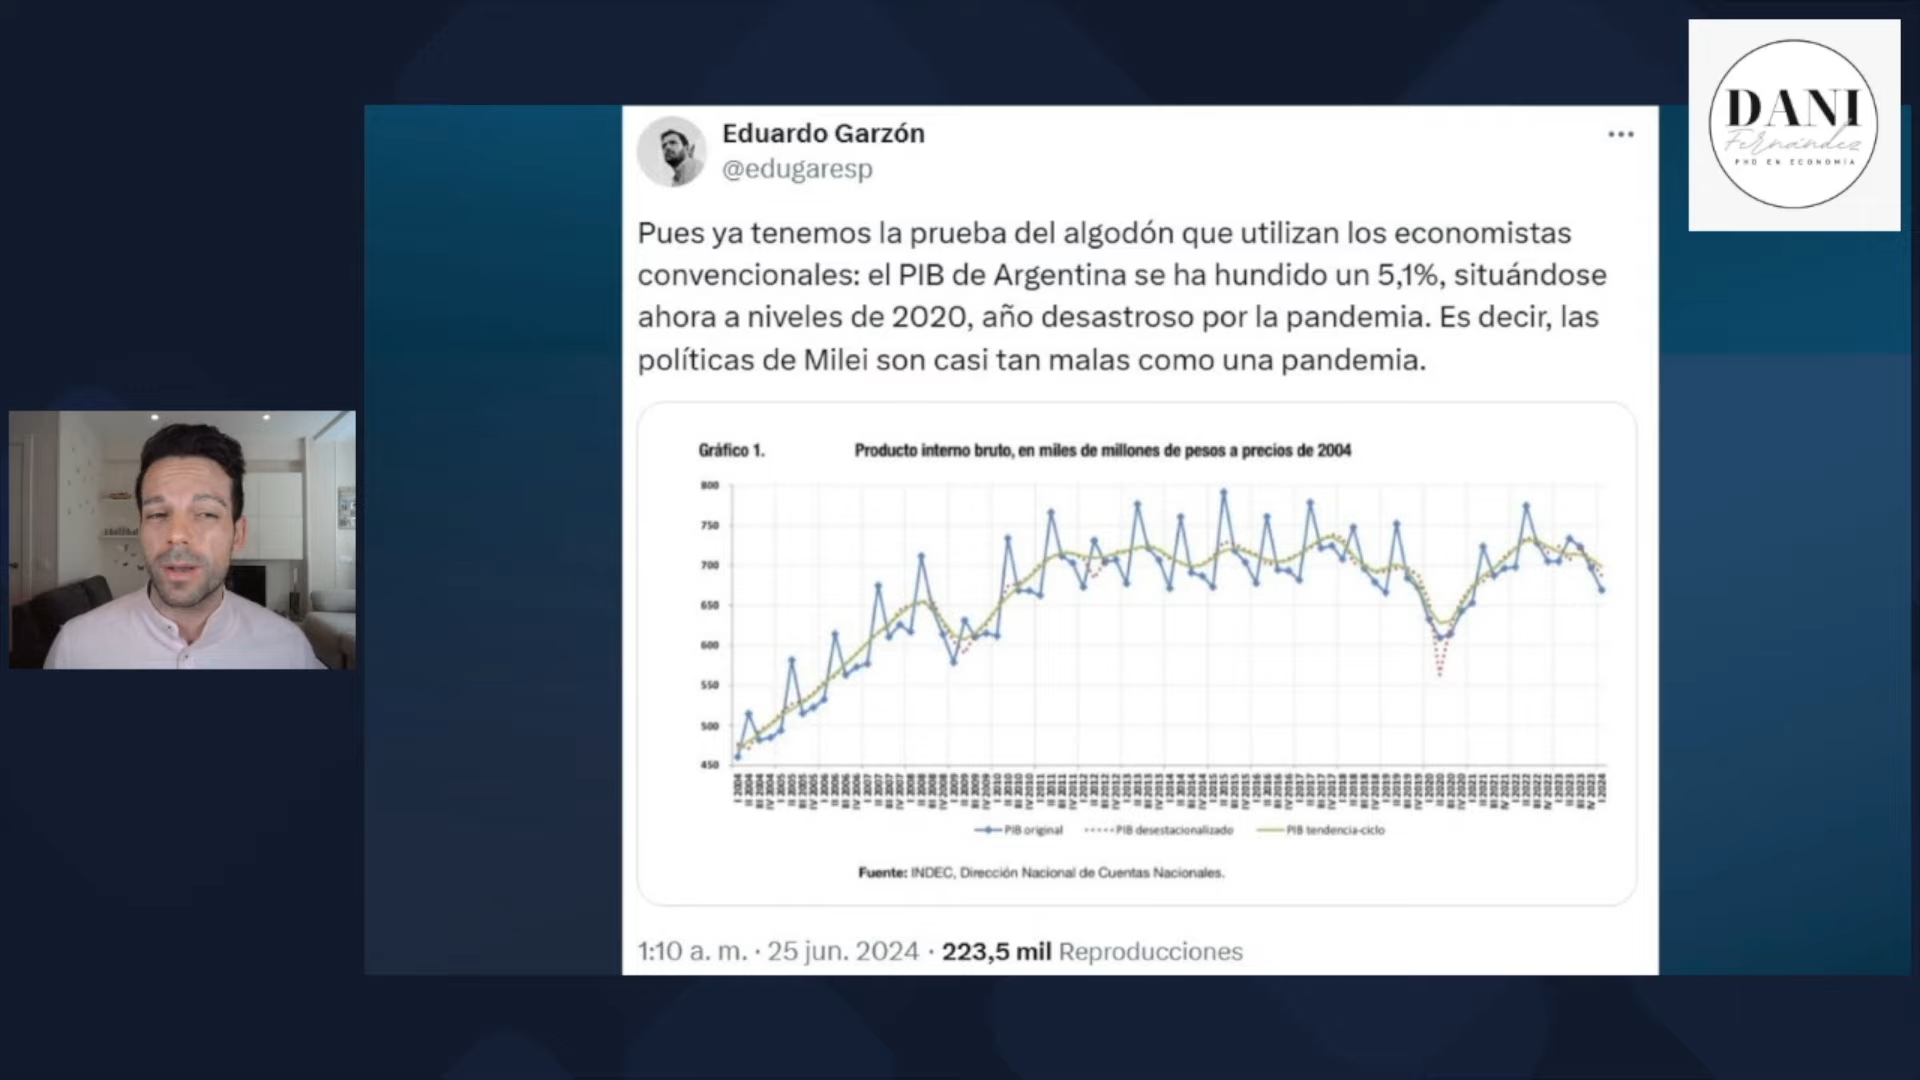 DANI
Fernández
PHD EN ECONOMÍA
Eduardo Garzón
@edugaresp
Pues ya tenemos la prueba del algodón que utilizan los economistas
convencionales: el PIB de Argentina se ha hundido un 5,1%, situándose
ahora a niveles de 2020, año desastroso por la pandemia. Es decir, las
políticas de Milei son casi tan malas como una pandemia.
Gráfico 1. Producto interno bruto, en miles de millones de pesos a precios de 2004
800
750
700
650
600
550
500
450
PIB original PIB desestacionalizado PIB tendencia-ciclo
Fuente: INDEC, Dirección Nacional de Cuentas Nacionales.
1:10 a. m. · 25 jun. 2024 · 223,5 mil Reproducciones